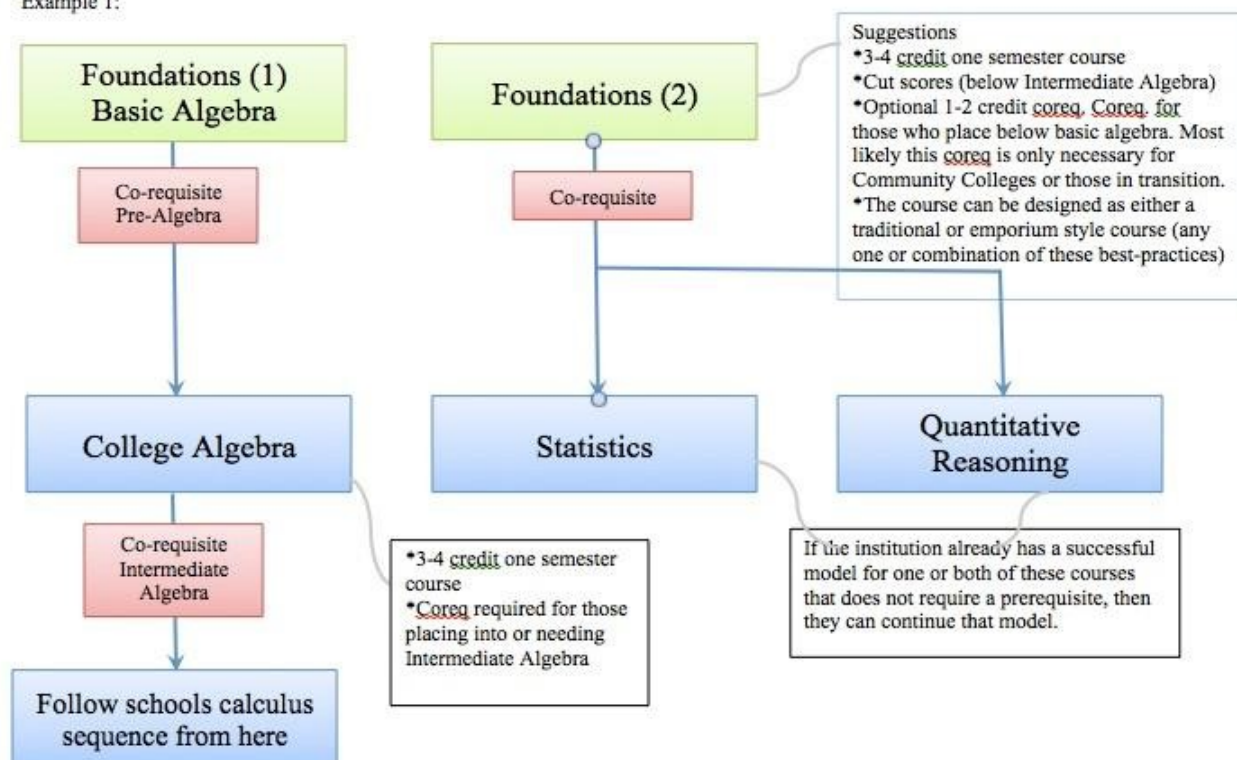 Example 1:
Foundations (1)
Basic Algebra
Co-requisite
Pre-Algebra
College Algebra
Co-requisite
Intermediate
Algebra
Follow schools calculus
sequence from here
Foundations (2)
Co-requisite
Statistics
Quantitative
Reasoning
Suggestions
*3-4 credit one semester course
*Cut scores (below Intermediate Algebra)
*Optional 1-2 credit coreq. Coreq. for
those who place below basic algebra. Most
likely this coreq is only necessary for
Community Colleges or those in transition.
*The course can be designed as either a
traditional or emporium style course (any
one or combination of these best-practices)
*3-4 credit one semester
course
*Coreq required for those
placing into or needing
Intermediate Algebra
If the institution already has a successful
model for one or both of these courses
that does not require a prerequisite, then
they can continue that model.